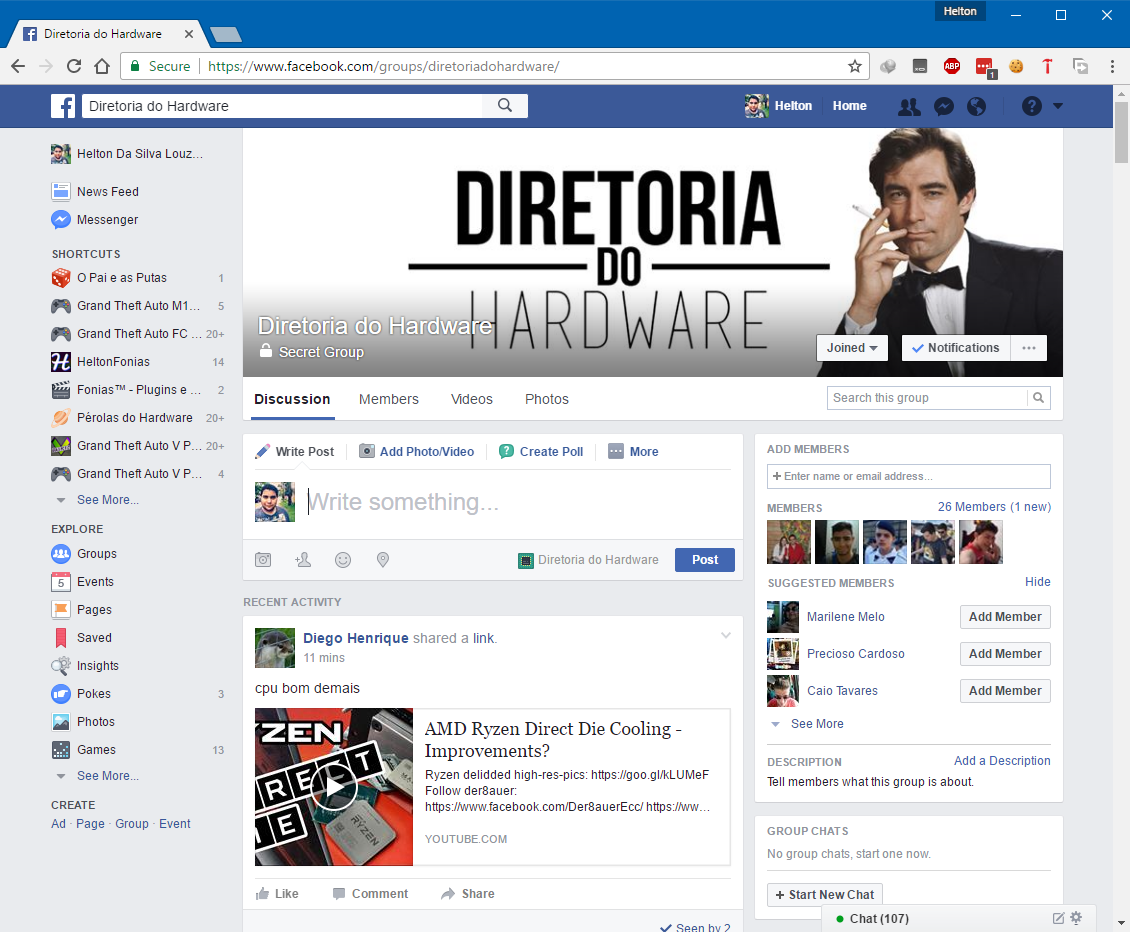 Helton
Diretoria do Hardware
Secure
https://www.facebook.com/groups/diretoriadohardware/
ABP
1
Diretoria do Hardware
Helton
Home
Helton Da Silva Louz...
News Feed
Messenger
SHORTCUTS
O Pai e as Putas 1
Grand Theft Auto M1... 5
Grand Theft Auto FC ... 20+
HeltonFonias 14
Fonias™ - Plugins e ... 2
Pérolas do Hardware 20+
Grand Theft Auto V P... 20+
Grand Theft Auto V P... 4
See More...
EXPLORE
Groups
5 Events
Pages
Saved
Insights
Pokes 3
Photos
Games 13
See More...
CREATE
Ad · Page · Group · Event
DIRETORIA
DO
HARDWARE
Diretoria do Hardware
Secret Group
Joined
Notifications
Discussion
Members
Videos
Photos
Search this group
Write Post
Add Photo/Video
Create Poll
More
Write something...
Diretoria do Hardware
Post
RECENT ACTIVITY
Diego Henrique shared a link.
11 mins
cpu bom demais
ZEN
RECT
IE
RYZEN
AMD Ryzen Direct Die Cooling -
Improvements?
Ryzen delidded high-res-pics: https://goo.gl/kLUMeF
Follow der8auer:
https://www.facebook.com/Der8auerEcc/ https://ww...
YOUTUBE.COM
Like
Comment
Share
Seen by 2
ADD MEMBERS
+ Enter name or email address...
MEMBERS
26 Members (1 new)
SUGGESTED MEMBERS
Hide
Marilene Melo
Add Member
Precioso Cardoso
Add Member
Caio Tavares
Add Member
See More
DESCRIPTION
Add a Description
Tell members what this group is about.
GROUP CHATS
No group chats, start one now.
+ Start New Chat
Chat (107)